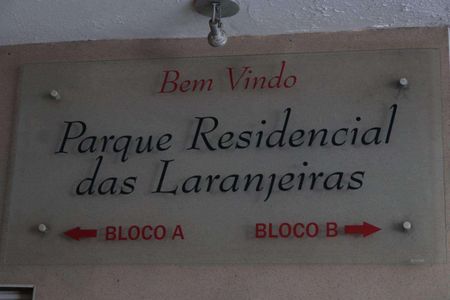 Bem Vindo
Parque Residencial
das Laranjeiras
BLOCO A BLOCO B